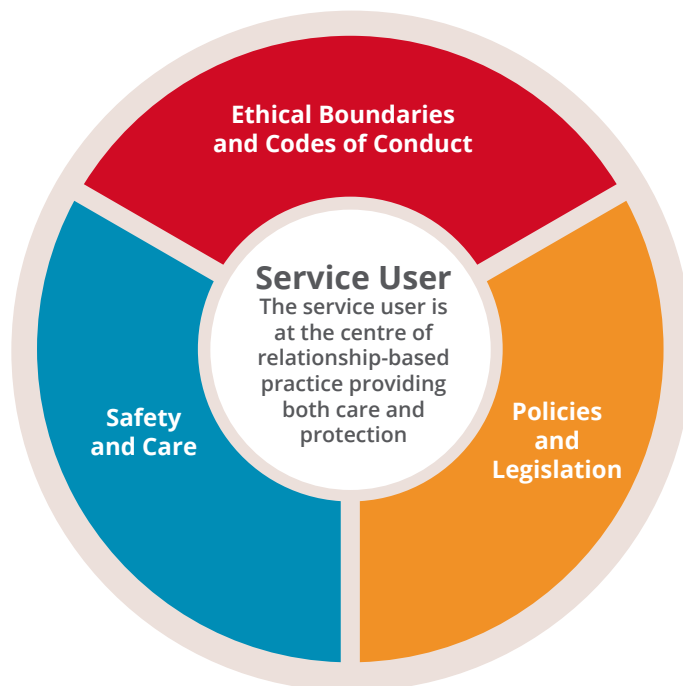 Ethical Boundaries
and Codes of Conduct
Service User
The service user is
at the centre of
relationship-based
practice providing
both care and
protection
Safety
and Care
Policies
and
Legislation